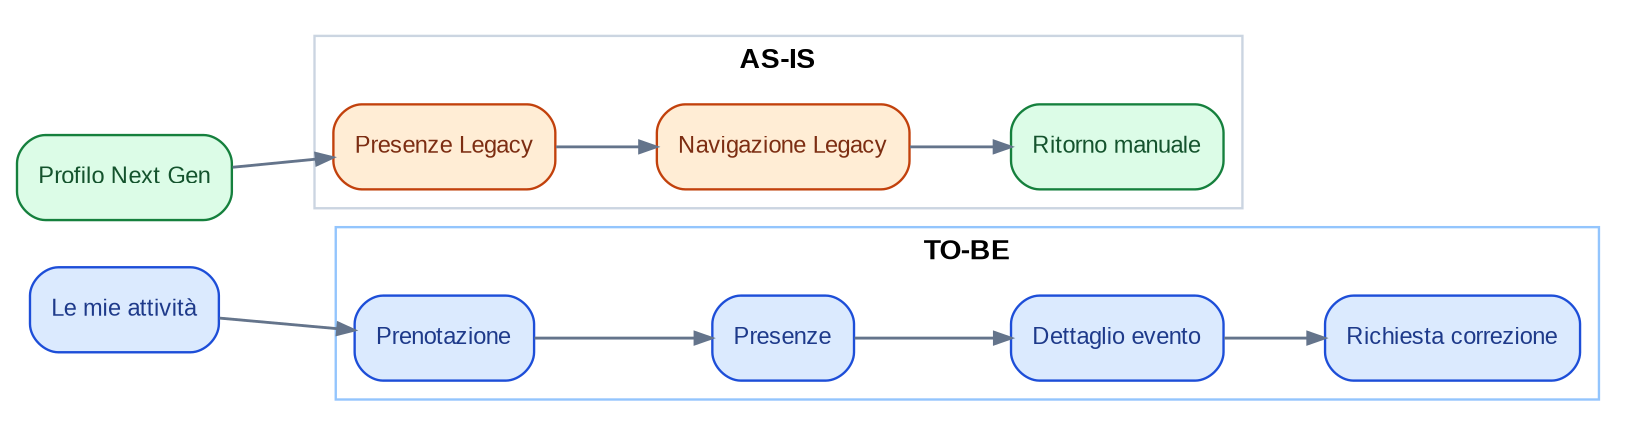 AS-IS
Profilo Next Gen
Presenze Legacy
Navigazione Legacy
Ritorno manuale
TO-BE
Le mie attività
Prenotazione
Presenze
Dettaglio evento
Richiesta correzione